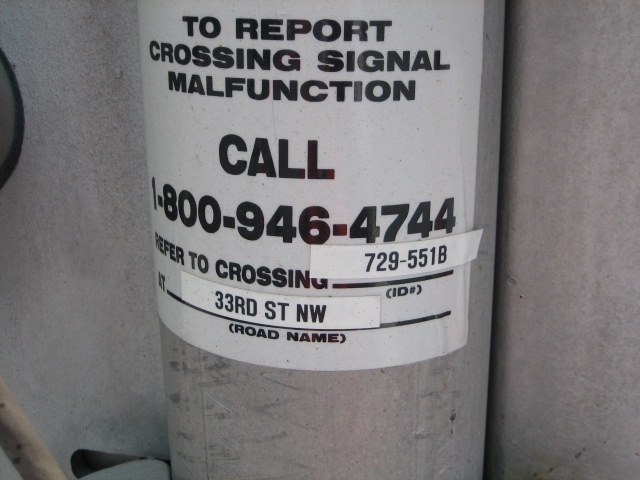 TO REPORT
CROSSING SIGNAL
MALFUNCTION
CALL
1-800-946-4744
REFER TO CROSSING 729-551B
(ID#)
AT 33RD ST NW
(ROAD NAME)